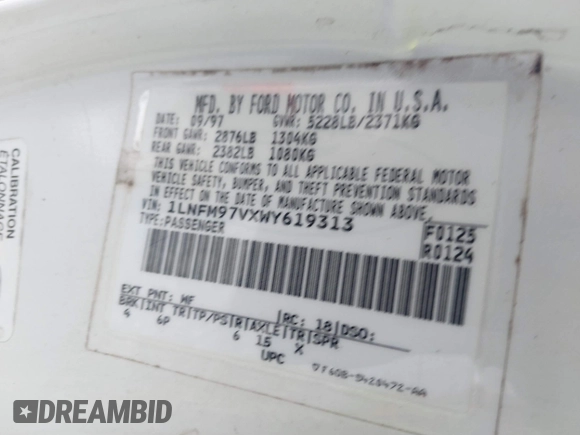 MFD. BY FORD MOTOR CO. IN U.S.A.
DATE: 09/97 GVWR: 5228LB/2371KG
FRONT GAWR: 2876LB 1304KG
REAR GAWR: 2382LB 1080KG
THIS VEHICLE CONFORMS TO ALL APPLICABLE FEDERAL MOTOR
VEHICLE SAFETY, BUMPER, AND THEFT PREVENTION STANDARDS
IN EFFECT ON THE DATE OF MANUFACTURE SHOWN ABOVE.
VIN: 1LNFM97VXWY619313
TYPE: PASSENGER
F0125
R0124
EXT PNT: WF RC: 18 DSO:
BRK INT TR TP/PS R AXLE TR SPR
4 6P 6 15 X
UPC
CALIBRATION
ÉTALONNAGE
DREAMBID